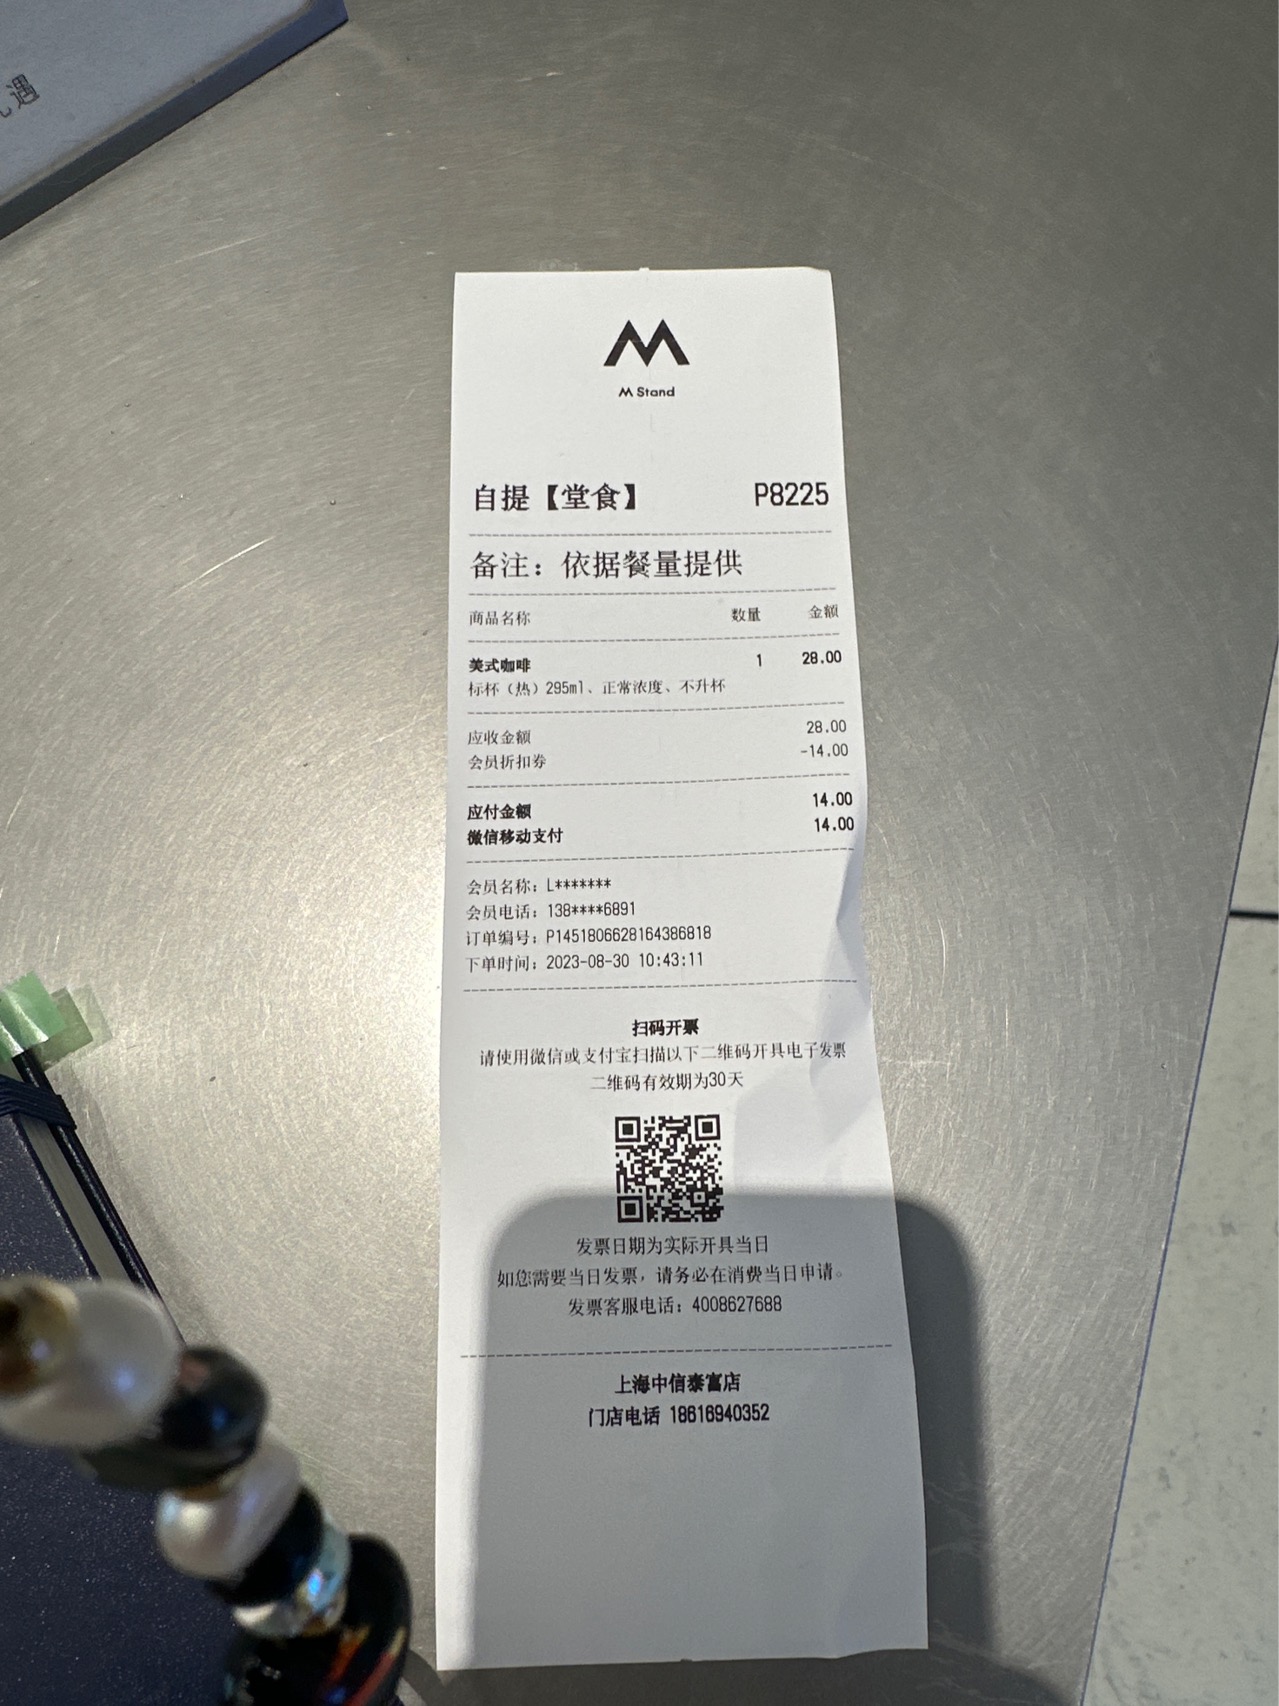 遇
M Stand
自提【堂食】 P8225
备注：依据餐量提供
商品名称 数量 金额
美式咖啡 1 28.00
标杯（热）295ml、正常浓度、不升杯
应收金额 28.00
会员折扣券 -14.00
应付金额 14.00
微信移动支付 14.00
会员名称：L*******
会员电话：138****6891
订单编号：P1451806628164386818
下单时间：2023-08-30 10:43:11
扫码开票
请使用微信或支付宝扫描以下二维码开具电子发票
二维码有效期为30天
发票日期为实际开具当日
如您需要当日发票，请务必在消费当日申请。
发票客服电话：4008627688
上海中信泰富店
门店电话 18616940352